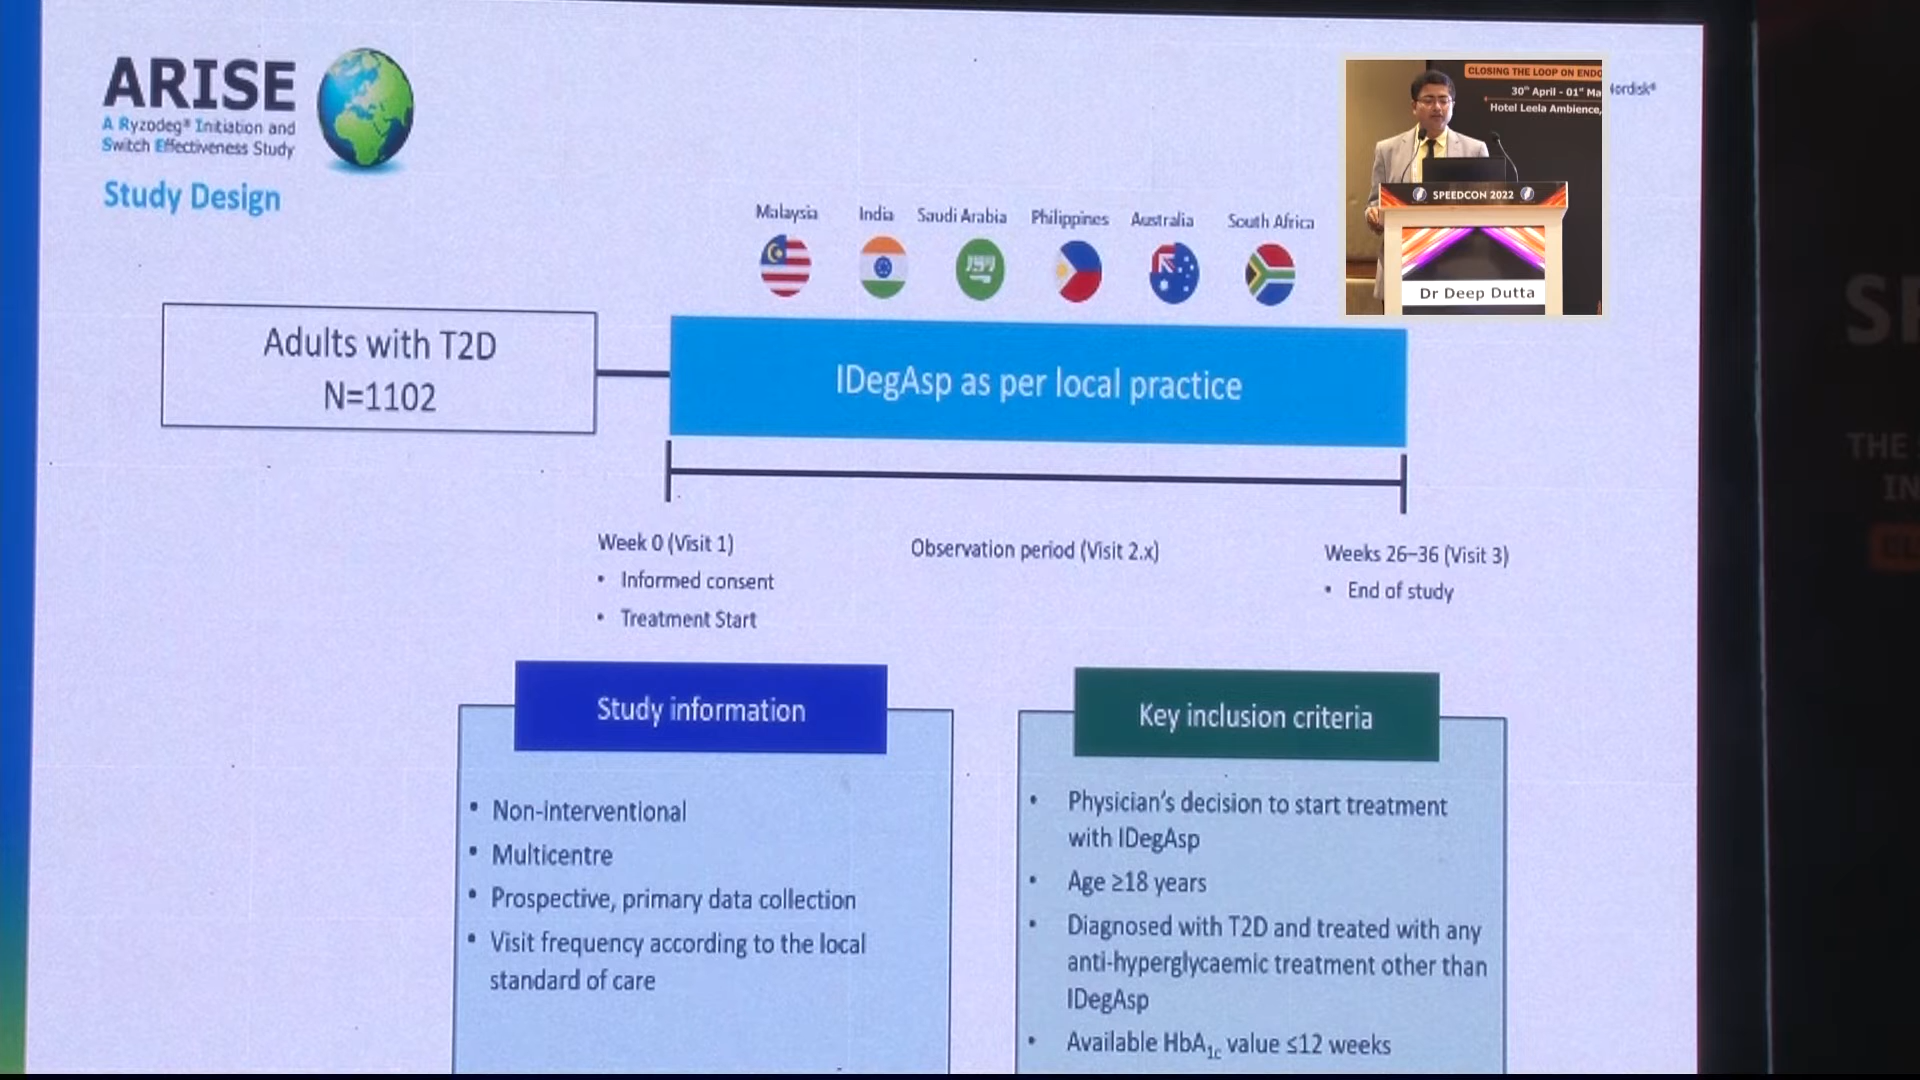 ARISE
A Ryzodeg® Initiation and
Switch Effectiveness Study
Study Design
CLOSING THE LOOP ON ENDO
30th April - 01st Ma
Hotel Leela Ambience,
Nordisk®
SPEEDCON 2022
Dr Deep Dutta
Malaysia
India
Saudi Arabia
Philippines
Australia
South Africa
Adults with T2D
N=1102
IDegAsp as per local practice
Week 0 (Visit 1)
• Informed consent
• Treatment Start
Observation period (Visit 2.x)
Weeks 26–36 (Visit 3)
• End of study
Study information
• Non-interventional
• Multicentre
• Prospective, primary data collection
• Visit frequency according to the local
standard of care
Key inclusion criteria
• Physician's decision to start treatment
with IDegAsp
• Age ≥18 years
• Diagnosed with T2D and treated with any
anti-hyperglycaemic treatment other than
IDegAsp
• Available HbA1c value ≤12 weeks
THE
IN